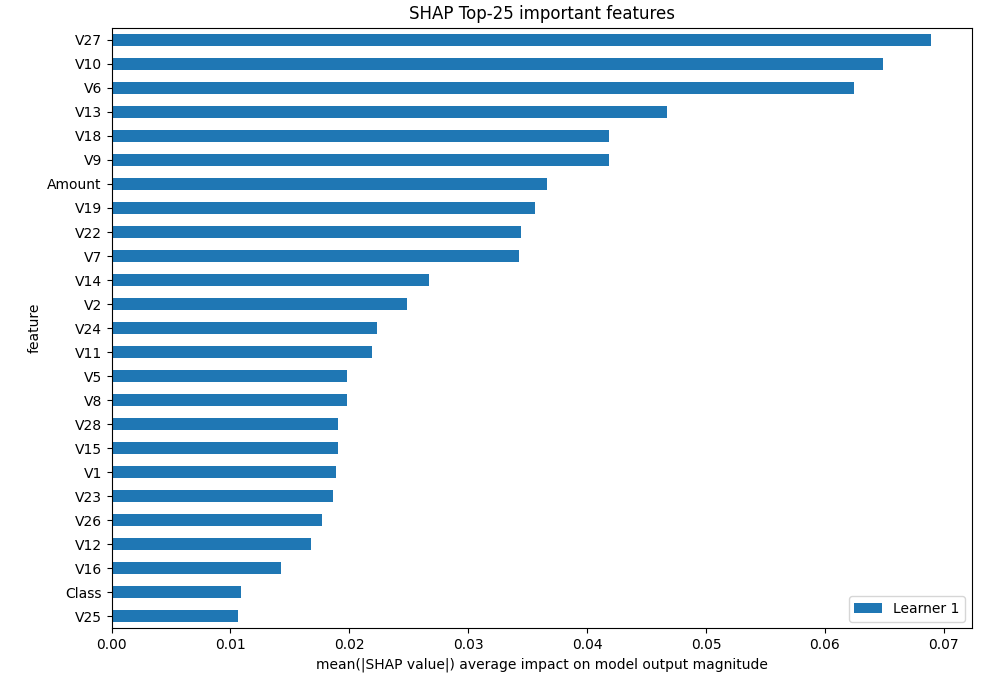 SHAP Top-25 important features
V27
V10
V6
V13
V18
V9
Amount
V19
V22
V7
V14
V2
V24
V11
V5
V8
V28
V15
V1
V23
V26
V12
V16
Class
V25
feature
Learner 1
0.00 0.01 0.02 0.03 0.04 0.05 0.06 0.07
mean(|SHAP value|) average impact on model output magnitude